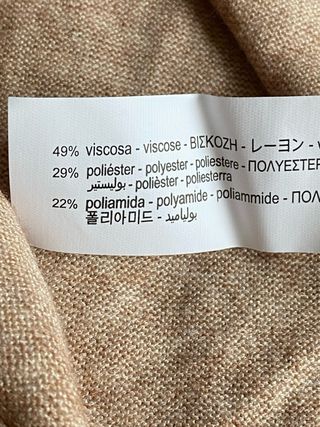 49% viscosa - viscose - ΒΙΣΚΟΖΗ - レーヨン -
29% poliéster - polyester - poliestere - ΠΟΛΥΕΣΤΕΡ
بوليستير - polièster - poliesterra
22% poliamida - polyamide - poliammide - ΠΟΛ
폴리아미드 - بولياميد